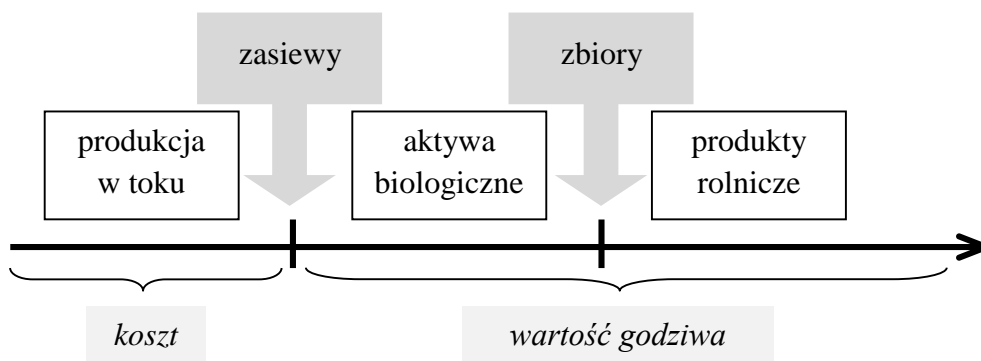 zasiewy
zbiory
produkcja
w toku
aktywa
biologiczne
produkty
rolnicze
koszt
wartość godziwa